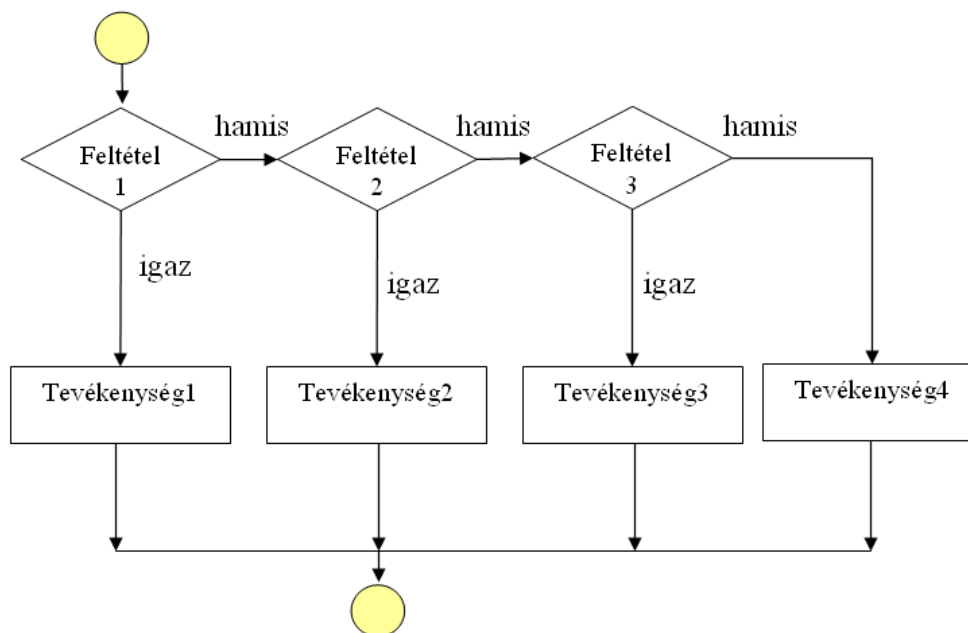 hamis
hamis
hamis
Feltétel
1
Feltétel
2
Feltétel
3
igaz
igaz
igaz
Tevékenység1
Tevékenység2
Tevékenység3
Tevékenység4